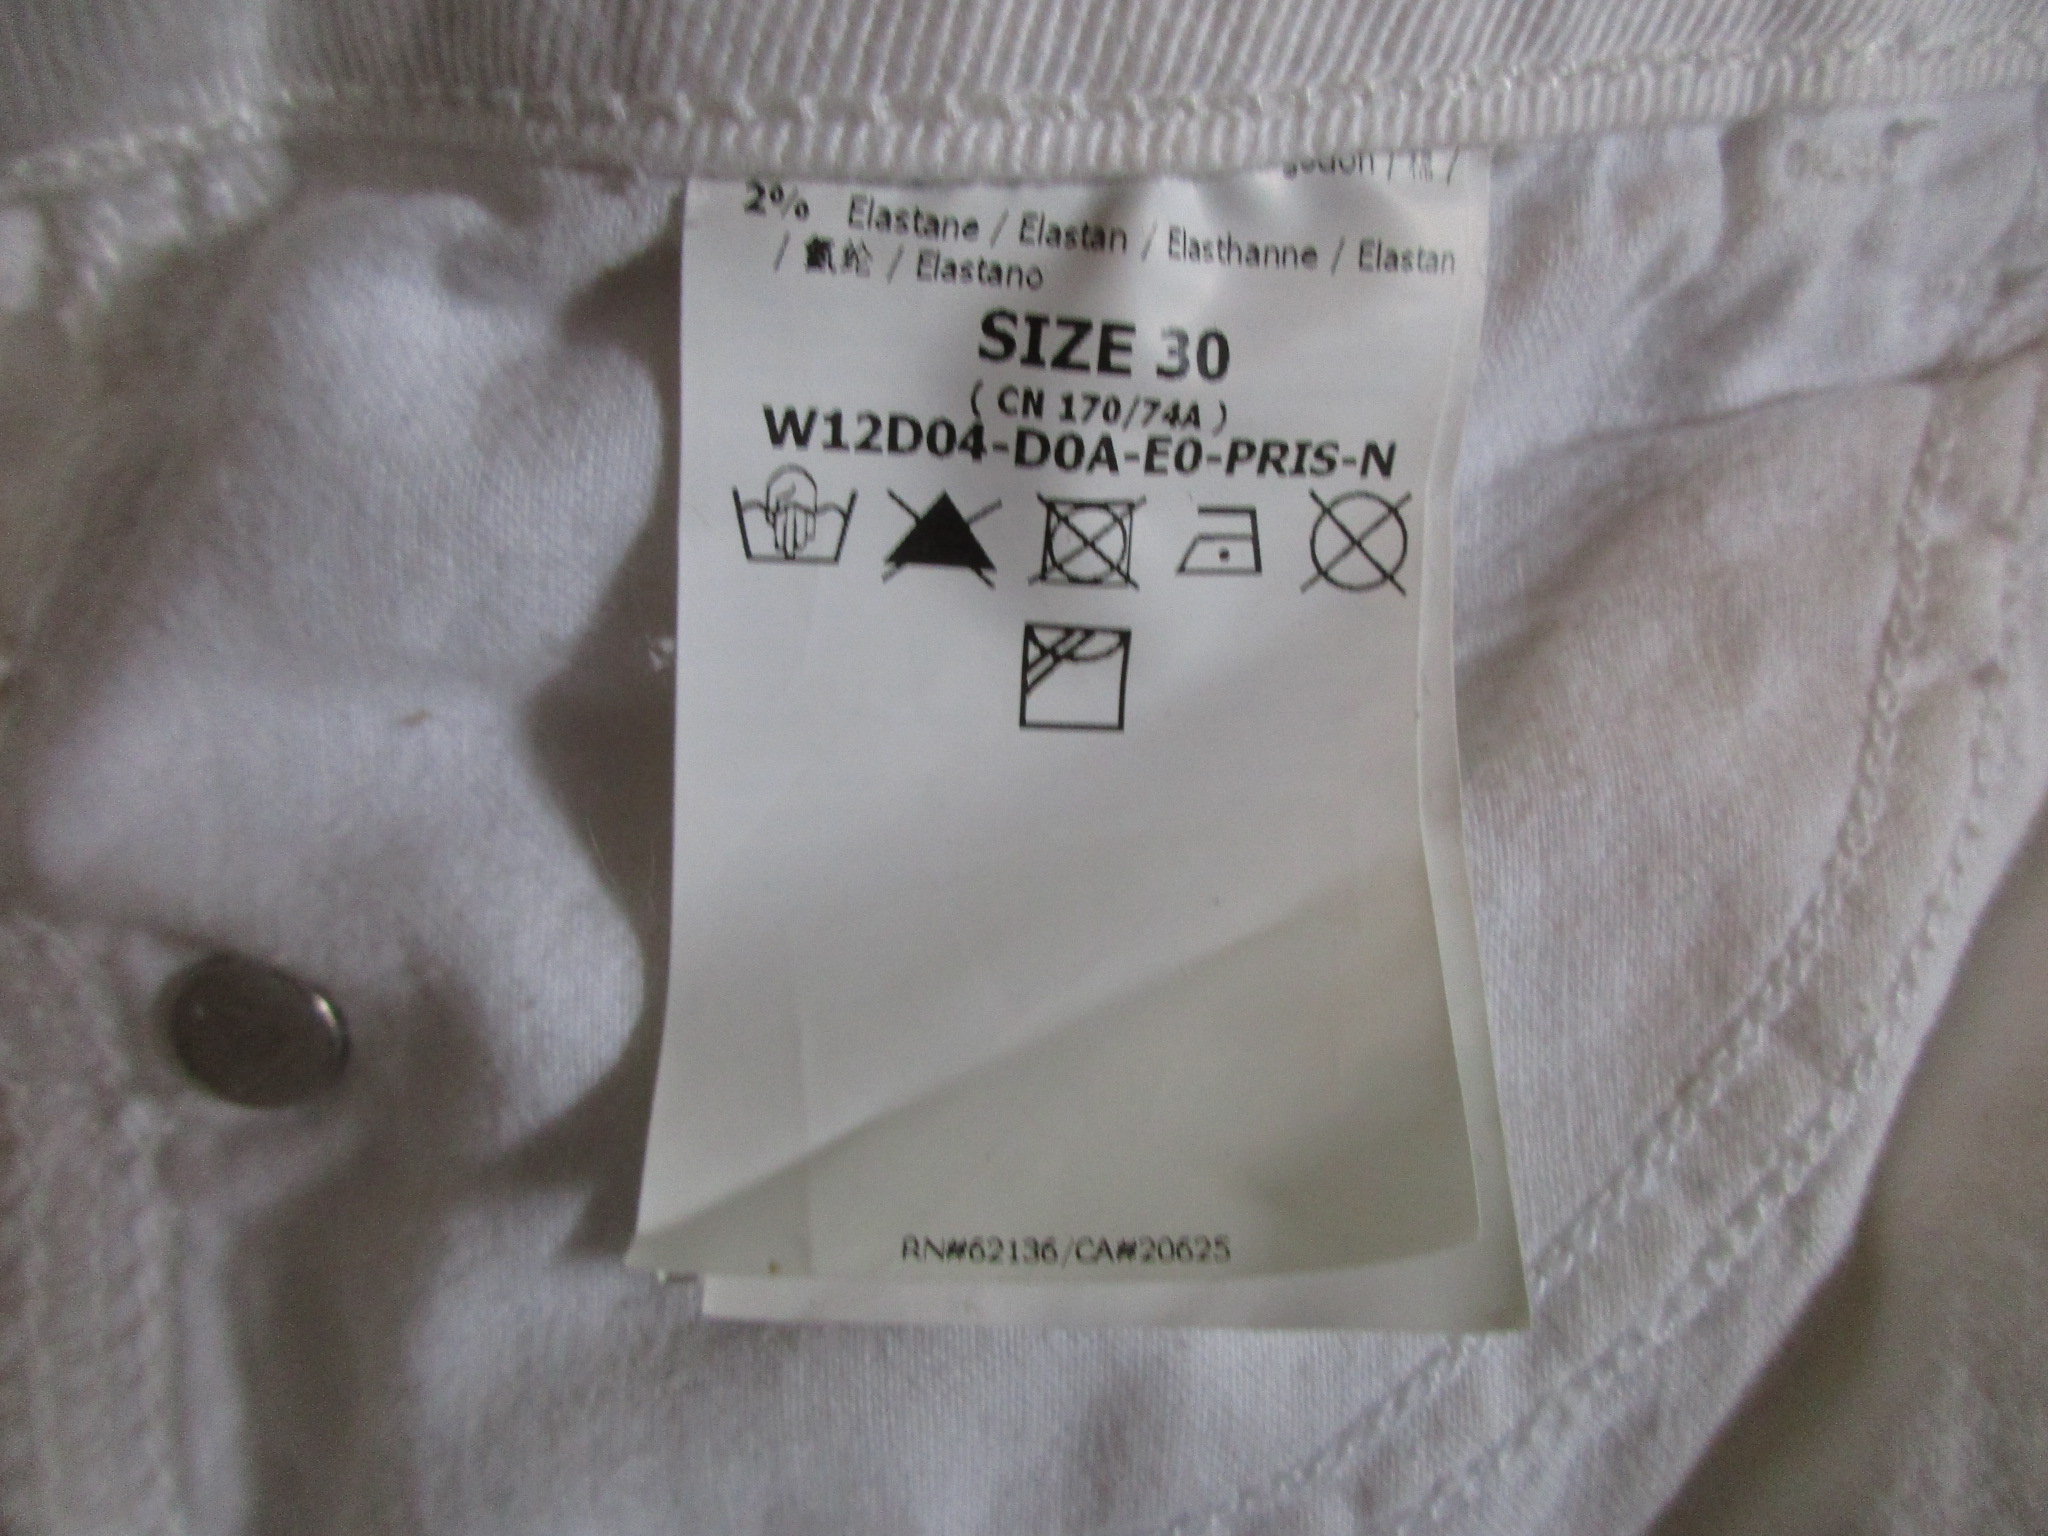 2% Elastane / Elastan / Elasthanne / Elastan
/ 氨纶 / Elastano
SIZE 30
( CN 170/74A )
W12D04-D0A-E0-PRIS-N
RN#62136/CA#20625